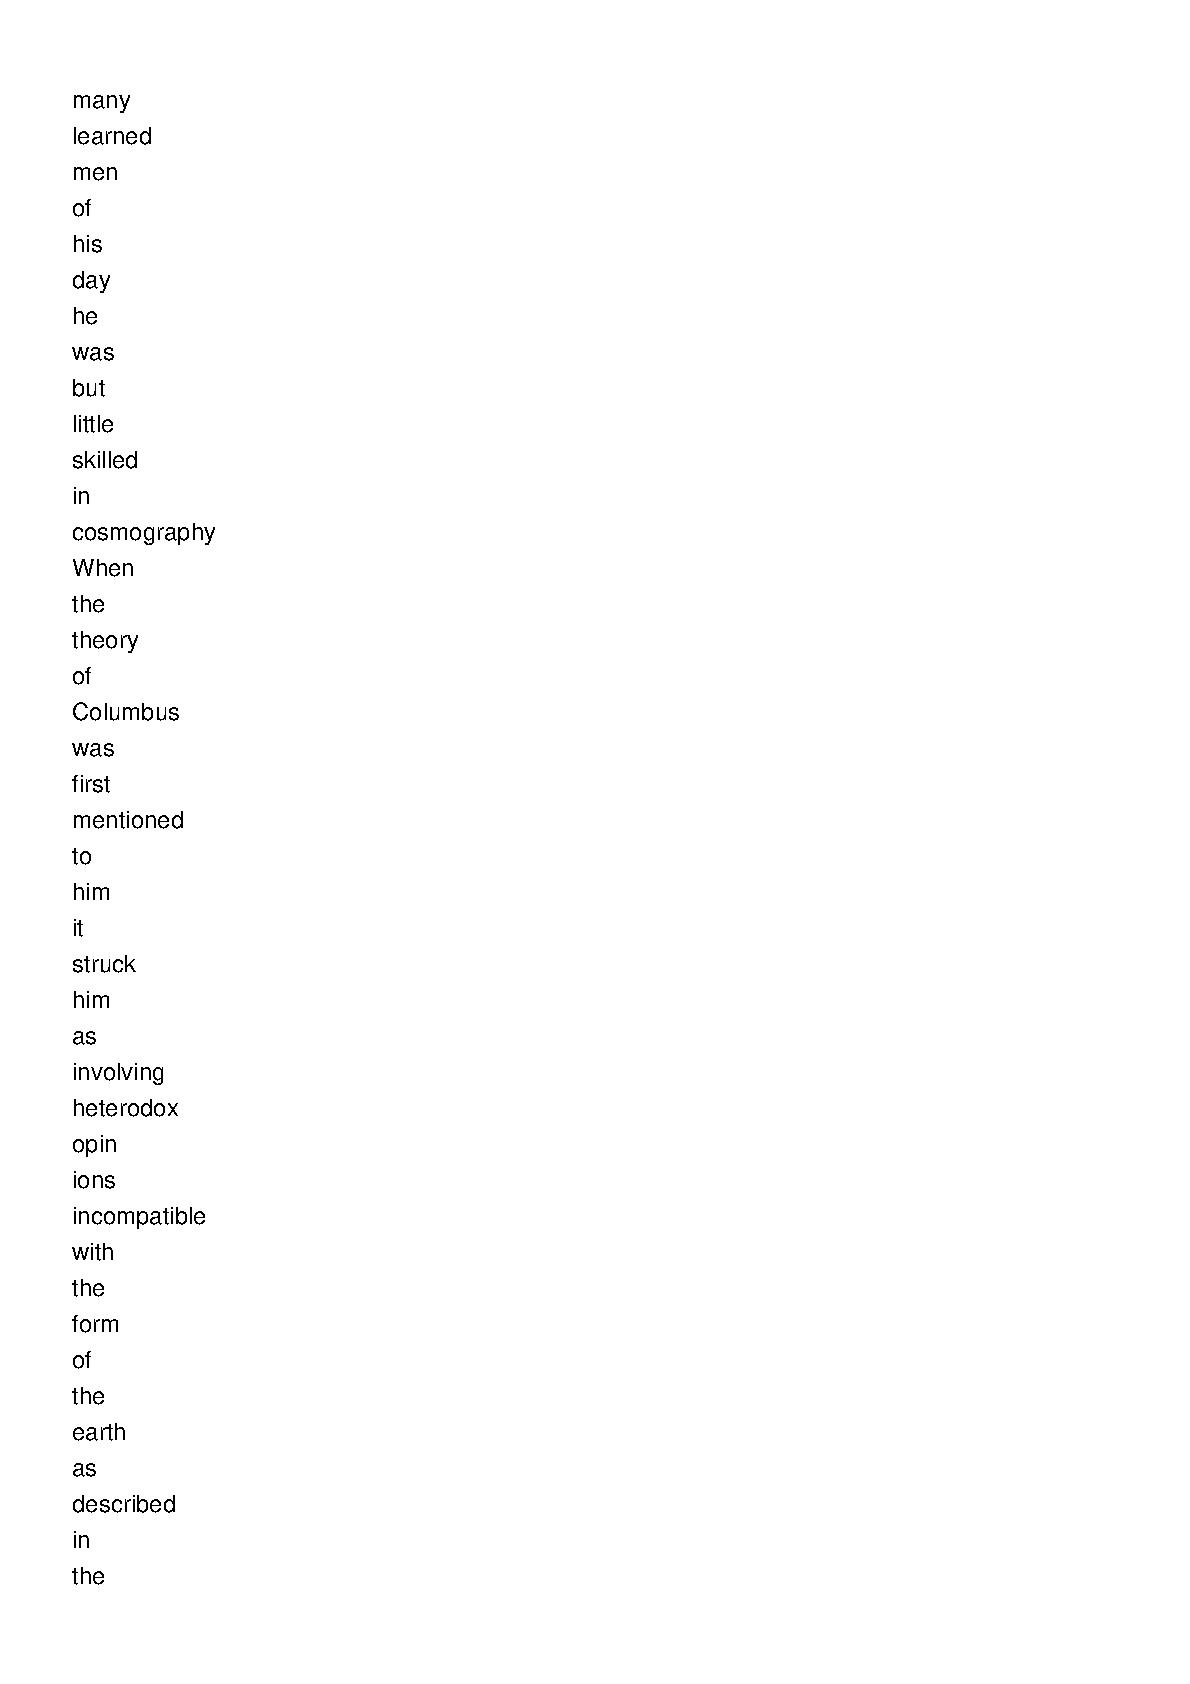 many
learned
men
of
his
day
he
was
but
little
skilled
in
cosmography
When
the
theory
of
Columbus
was
first
mentioned
to
him
it
struck
him
as
involving
heterodox
opin
ions
incompatible
with
the
form
of
the
earth
as
described
in
the